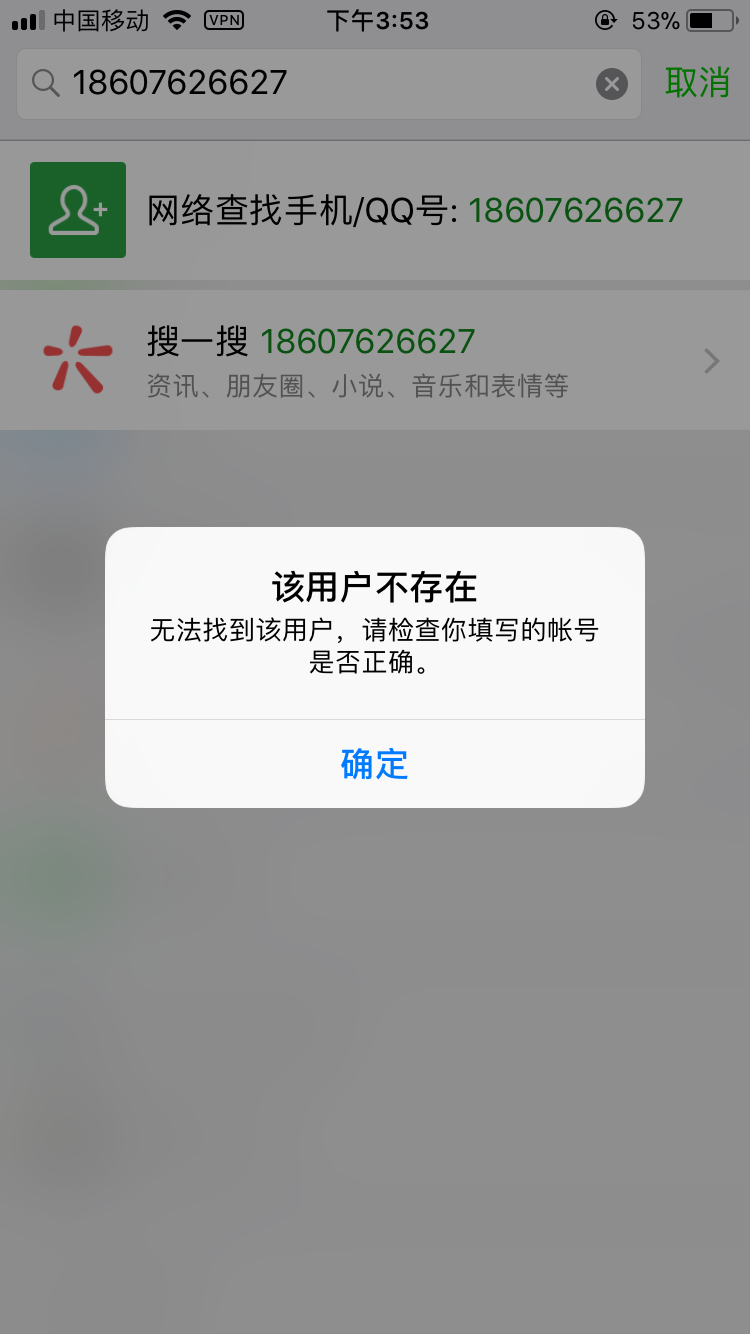 中国移动 VPN 下午3:53 53%
18607626627 取消
网络查找手机/QQ号: 18607626627
搜一搜 18607626627
资讯、朋友圈、小说、音乐和表情等
该用户不存在
无法找到该用户，请检查你填写的帐号
是否正确。
确定